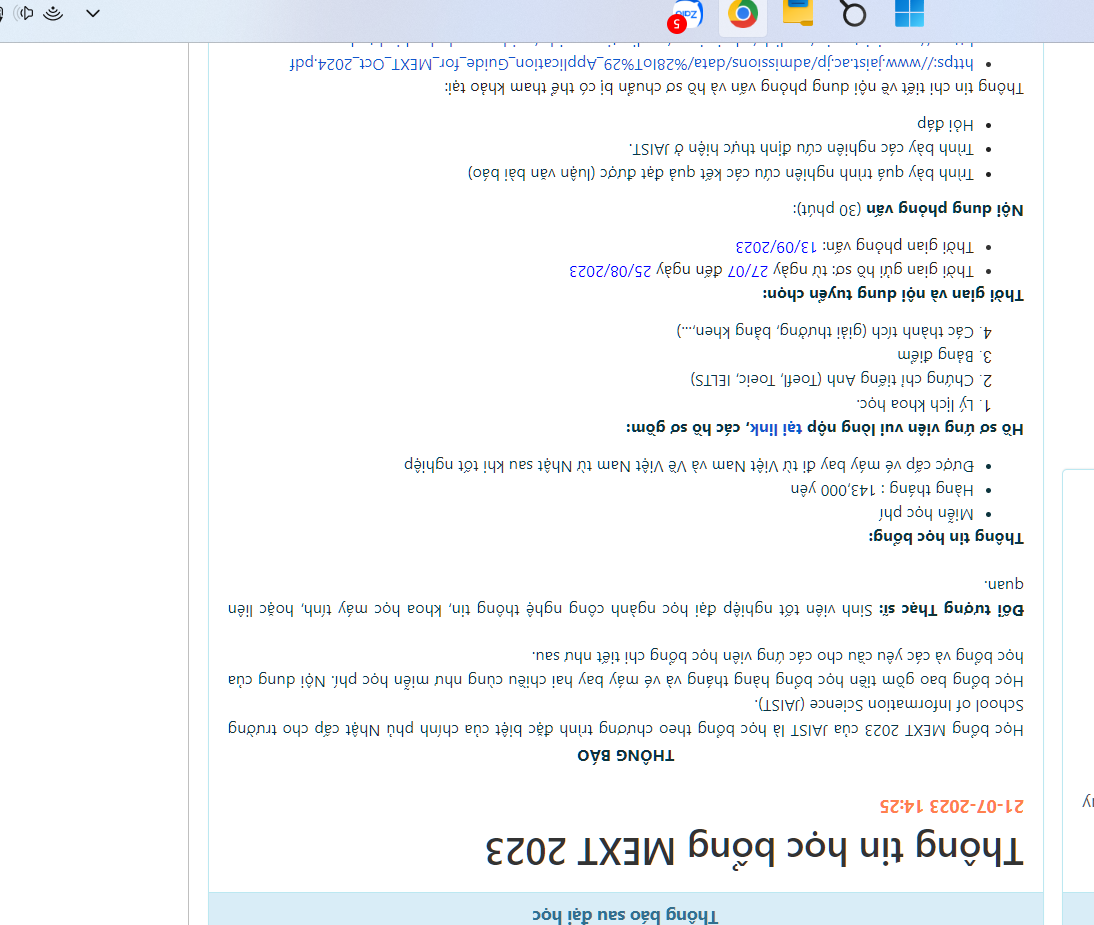 Thông báo sau đại học
Thông tin học bổng MEXT 2023
21-07-2023 14:25
THÔNG BÁO
Học bổng MEXT 2023 của JAIST là học bổng theo chương trình đặc biệt của chính phủ Nhật cấp cho trường
School of Information Science (JAIST).
Học bổng bao gồm tiền học bổng hàng tháng và vé máy bay hai chiều cùng như miễn học phí. Nội dung của
học bổng và các yêu cầu cho các ứng viên học bổng chi tiết như sau.
Đối tượng Thạc sĩ: Sinh viên tốt nghiệp đại học ngành công nghệ thông tin, khoa học máy tính, hoặc liên
quan.
Thông tin học bổng:
• Miễn học phí
• Hàng tháng : 143,000 yên
• Được cấp vé máy bay đi từ Việt Nam và Về Việt Nam từ Nhật sau khi tốt nghiệp
Hồ sơ ứng viên vui lòng nộp tại link, các hồ sơ gồm:
1. Lý lịch khoa học.
2. Chứng chỉ tiếng Anh (Toefl, Toeic, IELTS)
3. Bảng điểm
4. Các thành tích (giải thưởng, bằng khen,...)
Thời gian và nội dung tuyển chọn:
• Thời gian gửi hồ sơ: từ ngày 27/07 đến ngày 25/08/2023
• Thời gian phỏng vấn: 13/09/2023
Nội dung phỏng vấn (30 phút):
• Trình bày quá trình nghiên cứu các kết quả đạt được (luận văn bài báo)
• Trình bày các nghiên cứu định thực hiện ở JAIST.
• Hỏi đáp
Thông tin chi tiết về nội dung phỏng vấn và hồ sơ chuẩn bị có thể tham khảo tại:
• https://www.jaist.ac.jp/admissions/data/%28IoT%29_Application_Guide_for_MEXT_Oct_2024.pdf
Zalo
5